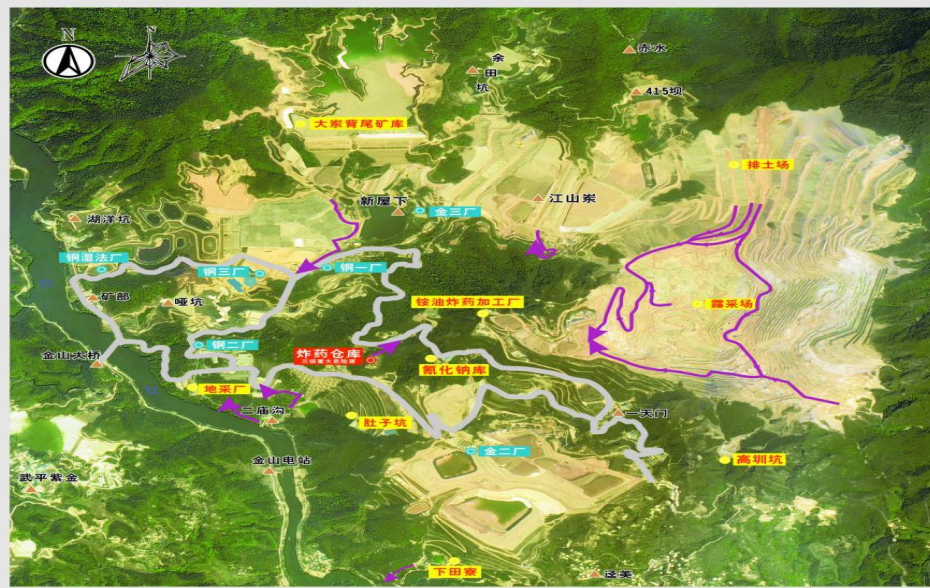 N
N
赤水
余田坑
415坝
大岽背尾矿库
排土场
新屋下
金三厂
江山岽
湖洋坑
铜湿法厂
铜三厂
铜一厂
矿部
哑坑
铵油炸药加工厂
露采场
铜二厂
金山大桥
炸药仓库
氰化钠库
地采厂
二庙沟
肚子坑
一天门
金二厂
金山电站
高圳坑
武平紫金
下田寮
迳美